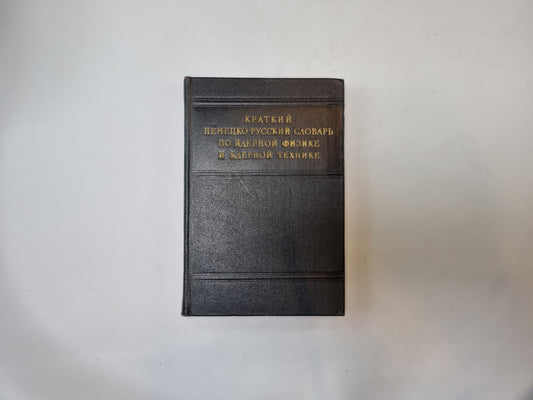 КРАТКИЙ
НЕМЕЦКО-РУССКИЙ СЛОВАРЬ
ПО ЯДЕРНОЙ ФИЗИКЕ
И ЯДЕРНОЙ ТЕХНИКЕ